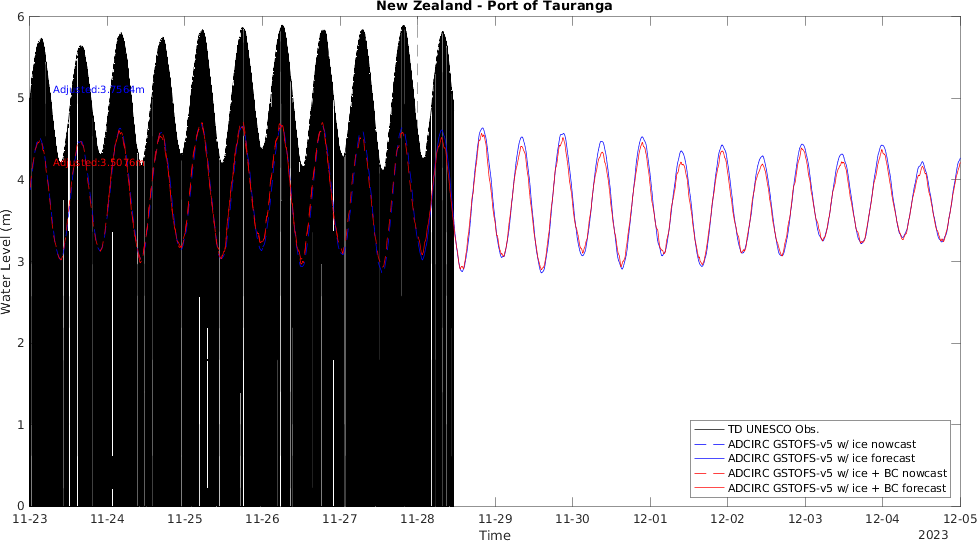 New Zealand - Port of Tauranga
6
5
4
3
2
1
0
Water Level (m)
Adjusted:3.7564m
Adjusted:3.5076m
TD UNESCO Obs.
ADCIRC GSTOFS-v5 w/ ice nowcast
ADCIRC GSTOFS-v5 w/ ice forecast
ADCIRC GSTOFS-v5 w/ ice + BC nowcast
ADCIRC GSTOFS-v5 w/ ice + BC forecast
11-23 11-24 11-25 11-26 11-27 11-28 11-29 11-30 12-01 12-02 12-03 12-04 12-05
Time
2023